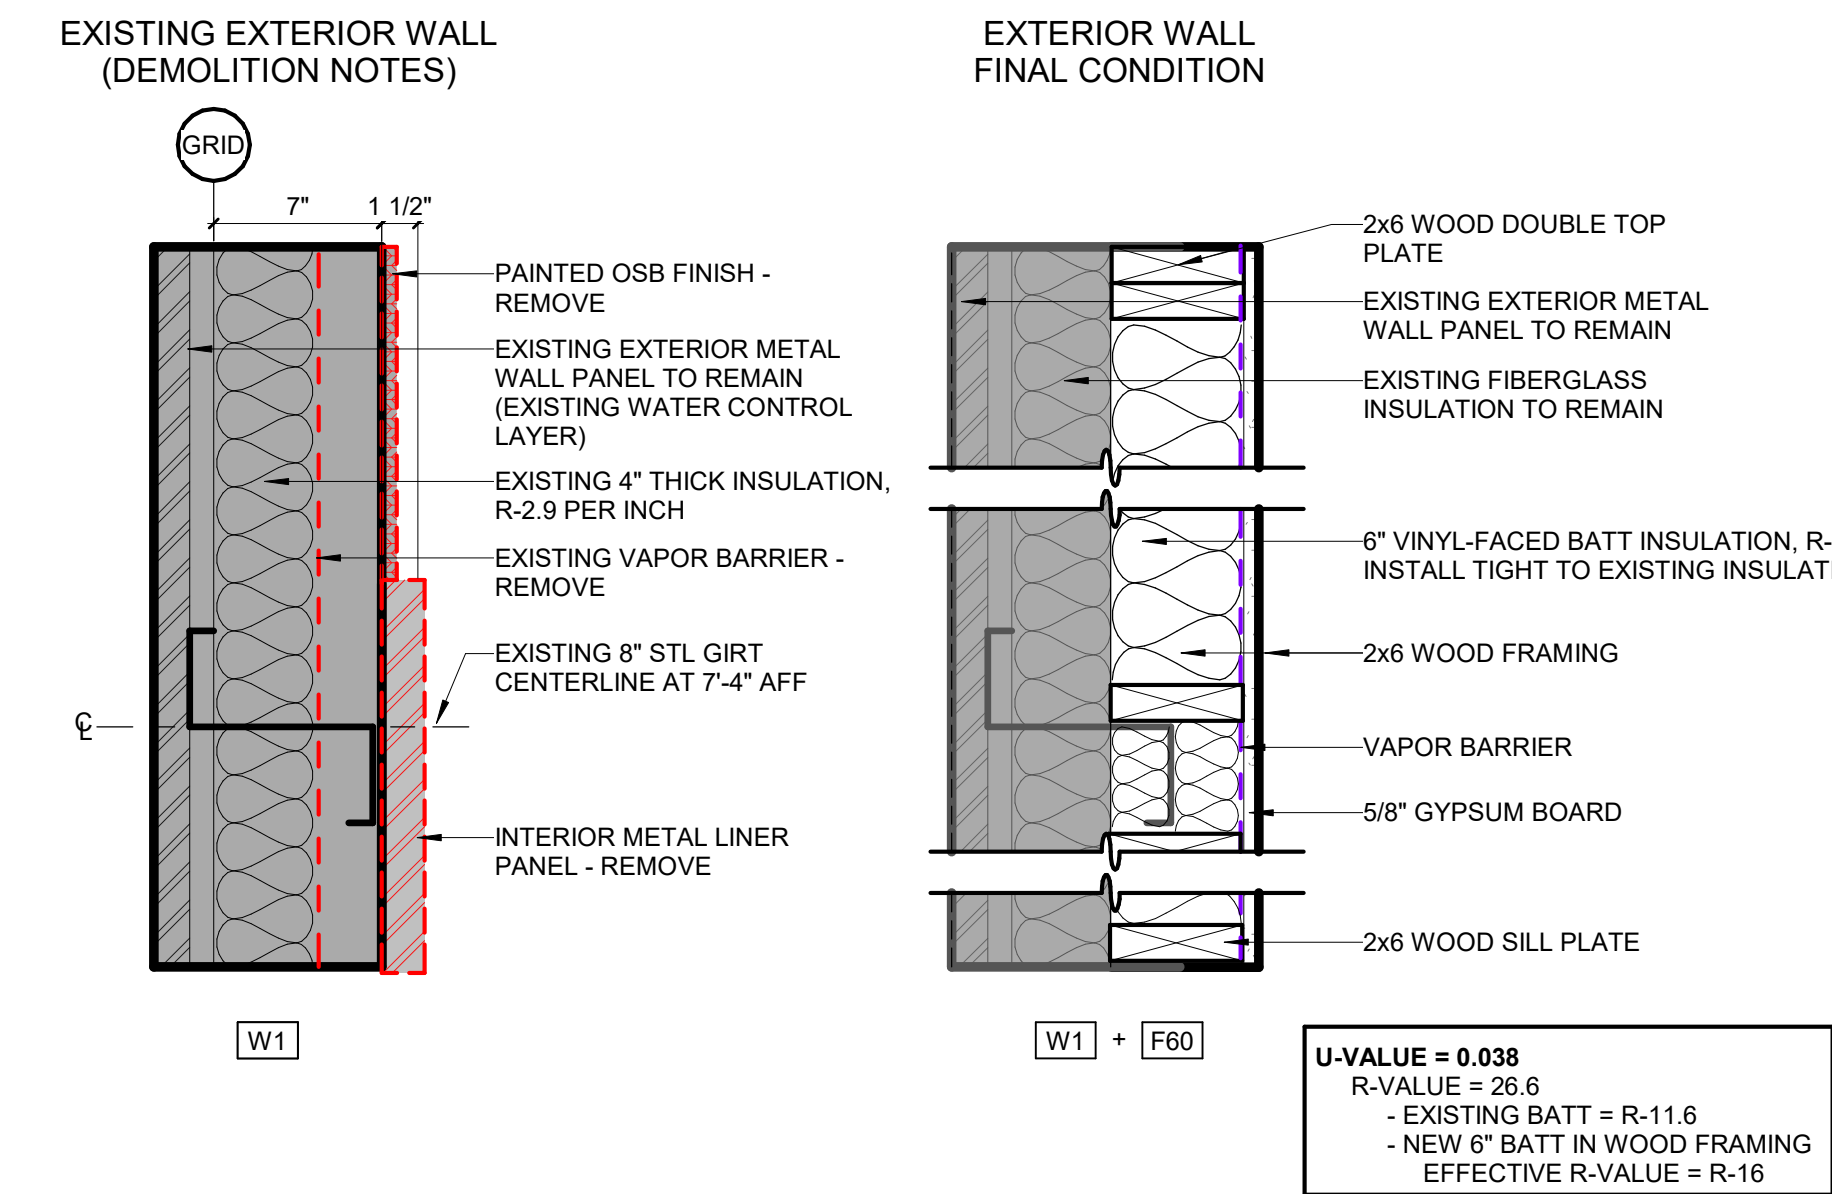 EXISTING EXTERIOR WALL
(DEMOLITION NOTES)
GRID
7"
1 1/2"
PAINTED OSB FINISH -
REMOVE
EXISTING EXTERIOR METAL
WALL PANEL TO REMAIN
(EXISTING WATER CONTROL
LAYER)
EXISTING 4" THICK INSULATION,
R-2.9 PER INCH
EXISTING VAPOR BARRIER -
REMOVE
EXISTING 8" STL GIRT
CENTERLINE AT 7'-4" AFF
℄
INTERIOR METAL LINER
PANEL - REMOVE
W1
EXTERIOR WALL
FINAL CONDITION
2x6 WOOD DOUBLE TOP
PLATE
EXISTING EXTERIOR METAL
WALL PANEL TO REMAIN
EXISTING FIBERGLASS
INSULATION TO REMAIN
6" VINYL-FACED BATT INSULATION, R-
INSTALL TIGHT TO EXISTING
2x6 WOOD FRAMING
VAPOR BARRIER
5/8" GYPSUM BOARD
2x6 WOOD SILL PLATE
W1 + F60
U-VALUE = 0.038
R-VALUE = 26.6
- EXISTING BATT = R-11.6
- NEW 6" BATT IN WOOD FRAMING
EFFECTIVE R-VALUE = R-16